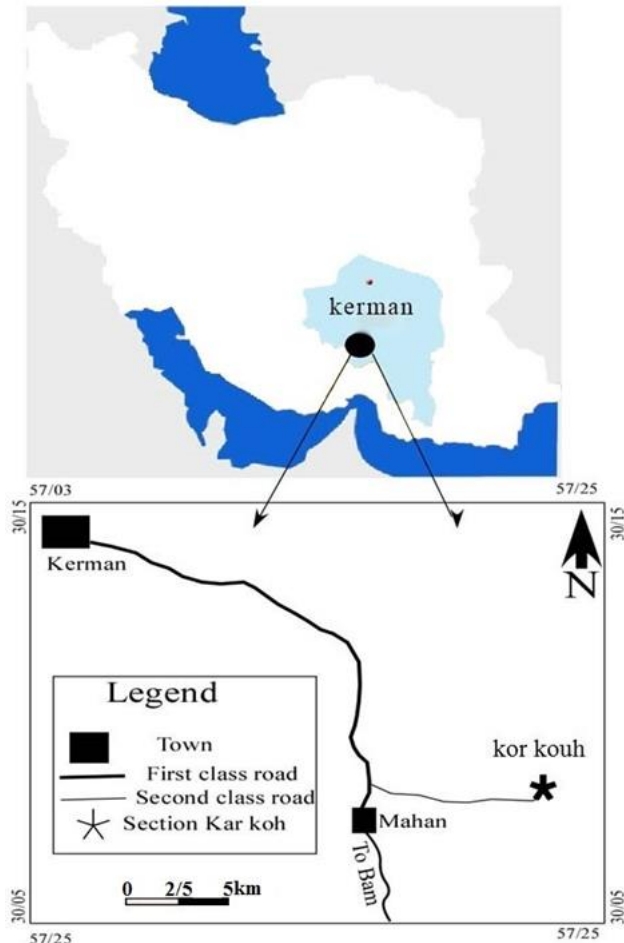 kerman
57/03
57/25
30/15
30/15
Kerman
N
Legend
Town
First class road
Second class road
Section Kar koh
0 2/5 5km
kor kouh
Mahan
To Bam
30/05
30/05
57/25
57/25